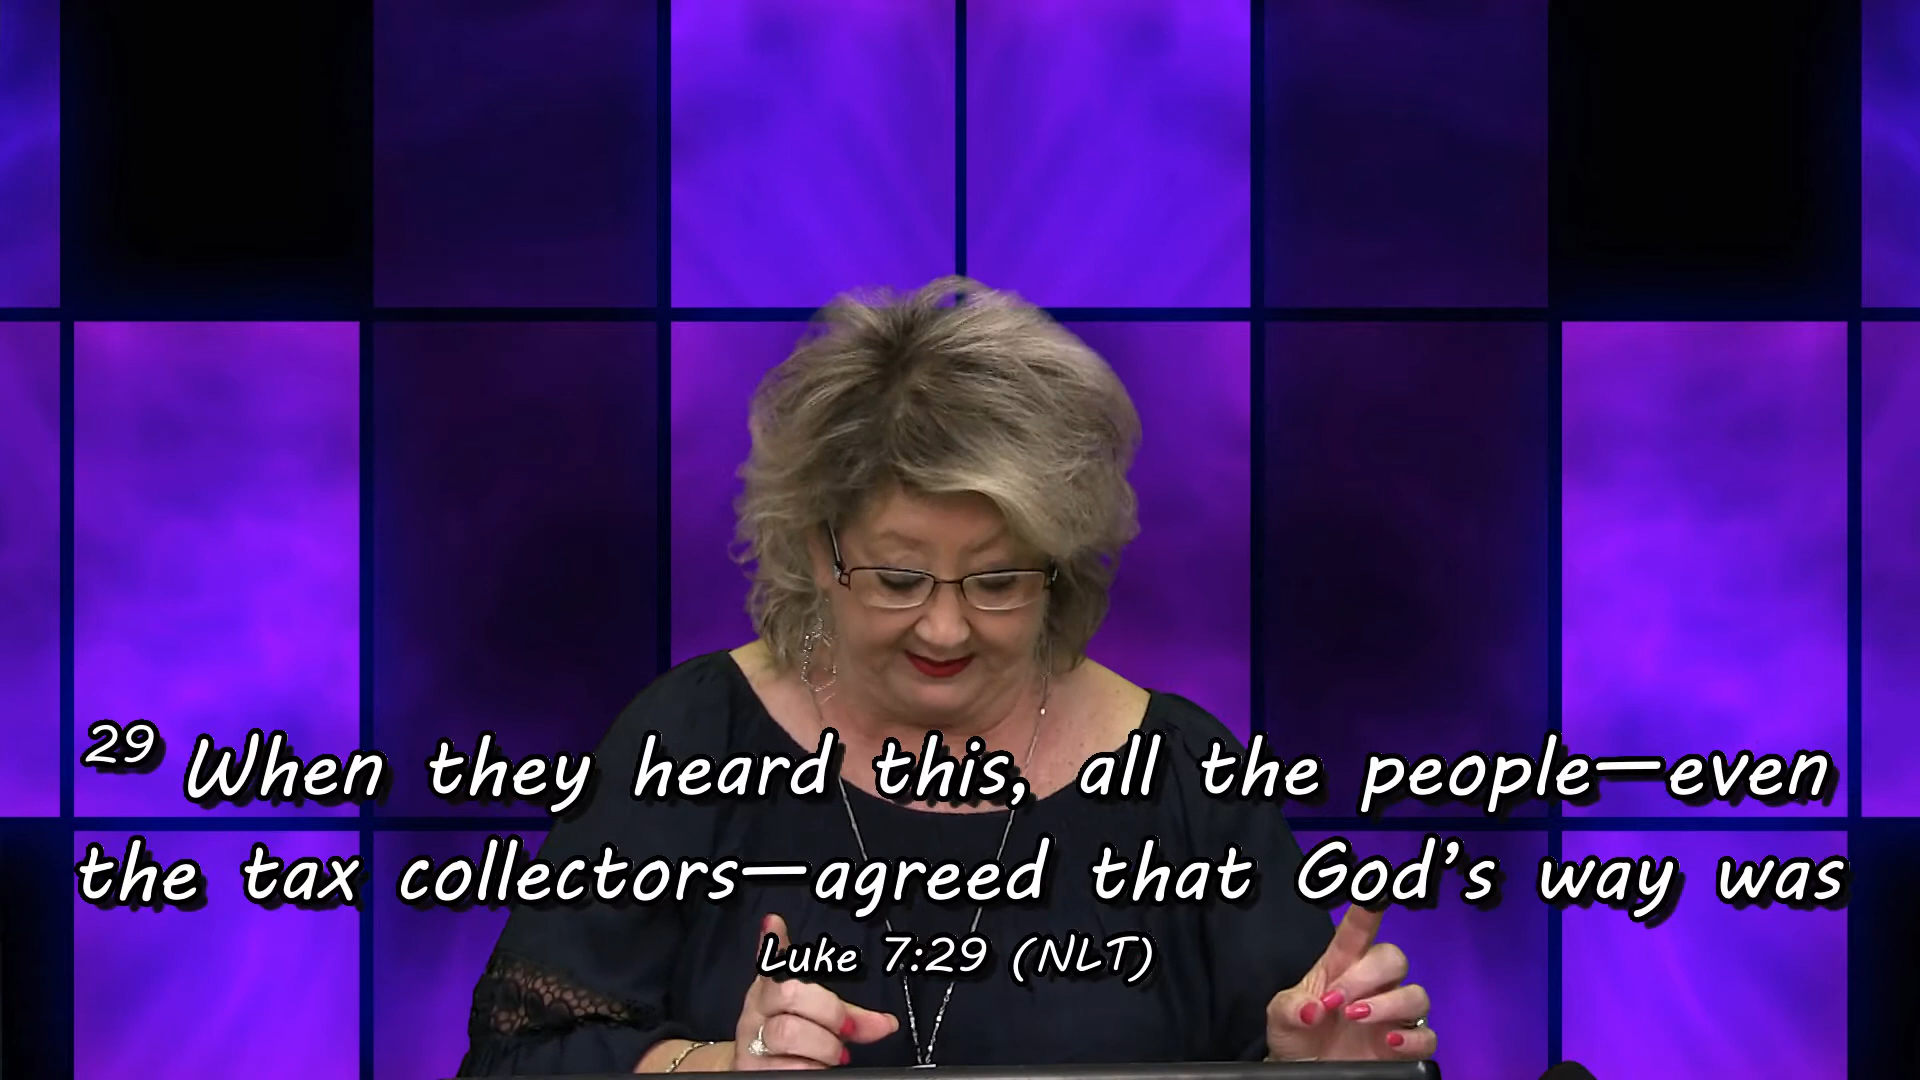 29 When they heard this, all the people—even
the tax collectors—agreed that God’s way was
Luke 7:29 (NLT)